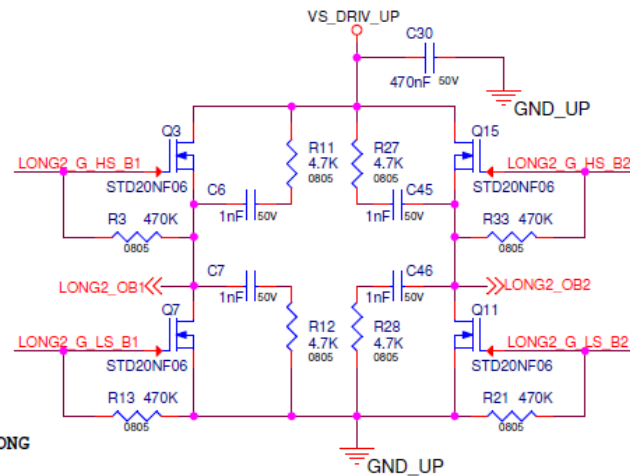 VS_DRIV_UP
C30
470nF 50V
GND_UP
Q3
Q15
R11
4.7K
0805
R27
4.7K
0805
LONG2_G_HS_B1
LONG2_G_HS_B2
STD20NF06
STD20NF06
C6
1nF 50V
C45
1nF 50V
R3 470K
0805
R33 470K
0805
LONG2_OB1
LONG2_OB2
C7
1nF 50V
C46
1nF 50V
Q7
Q11
R12
4.7K
0805
R28
4.7K
0805
LONG2_G_LS_B1
LONG2_G_LS_B2
STD20NF06
STD20NF06
R13 470K
0805
R21 470K
0805
ONG
GND_UP